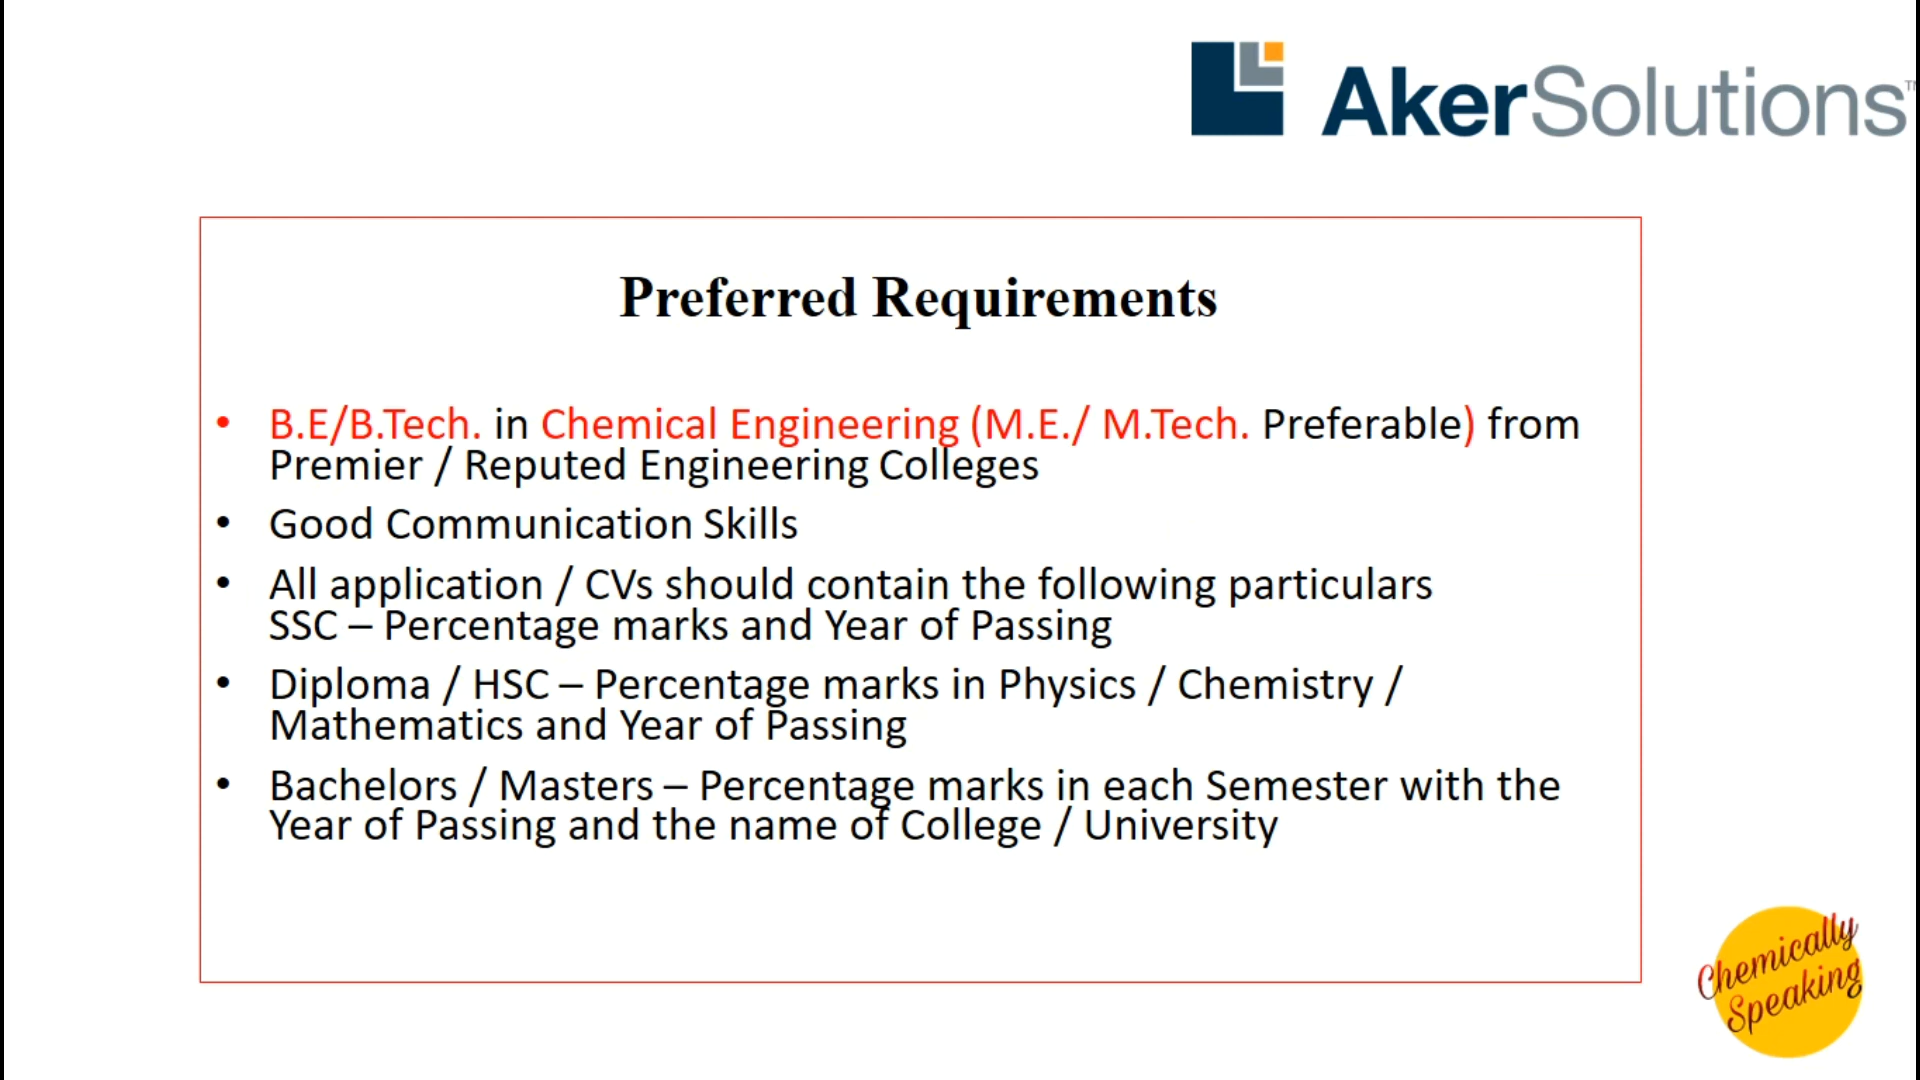 AkerSolutions™
Preferred Requirements
• B.E/B.Tech. in Chemical Engineering (M.E./ M.Tech. Preferable) from
Premier / Reputed Engineering Colleges
• Good Communication Skills
• All application / CVs should contain the following particulars
SSC – Percentage marks and Year of Passing
• Diploma / HSC – Percentage marks in Physics / Chemistry /
Mathematics and Year of Passing
• Bachelors / Masters – Percentage marks in each Semester with the
Year of Passing and the name of College / University
Chemically
Speaking